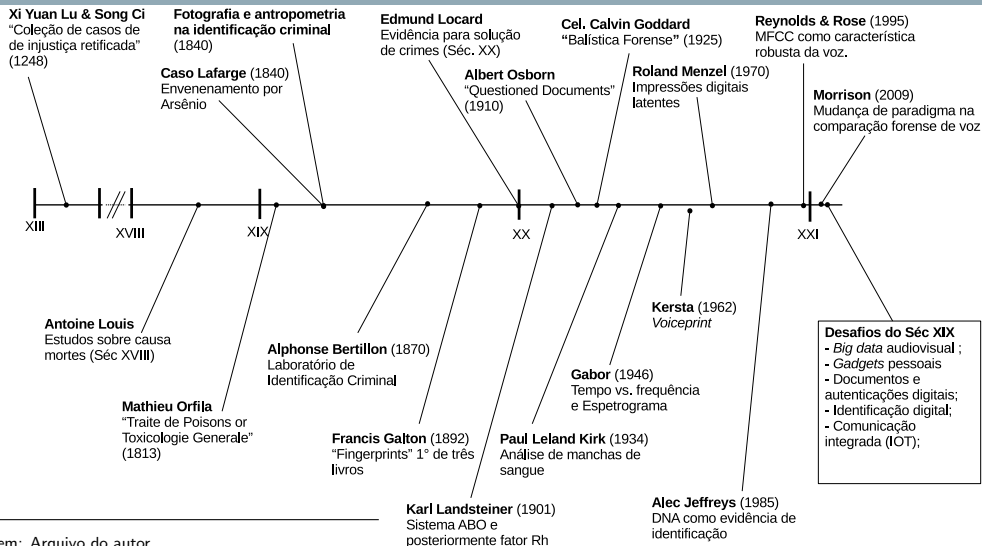 Xi Yuan Lu & Song Ci
“Coleção de casos de
de injustiça retificada”
(1248)
Fotografia e antropometria
na identificação criminal
(1840)
Caso Lafarge (1840)
Envenenamento por
Arsênio
Edmund Locard
Evidência para solução
de crimes (Séc. XX)
Albert Osborn
“Questioned Documents”
(1910)
Cel. Calvin Goddard
“Balística Forense” (1925)
Roland Menzel (1970)
Impressões digitais
latentes
Reynolds & Rose (1995)
MFCC como característica
robusta da voz.
Morrison (2009)
Mudança de paradigma na
comparação forense de voz
XIII
XVIII
XIX
XX
XXI
Antoine Louis
Estudos sobre causa
mortes (Séc XVIII)
Mathieu Orfila
“Traite de Poisons or
Toxicologie Generale”
(1813)
Alphonse Bertillon (1870)
Laboratório de
Identificação Criminal
Francis Galton (1892)
“Fingerprints” 1° de três
livros
Karl Landsteiner (1901)
Sistema ABO e
posteriormente fator Rh
Paul Leland Kirk (1934)
Análise de manchas de
sangue
Gabor (1946)
Tempo vs. frequência
e Espetrograma
Kersta (1962)
Voiceprint
Alec Jeffreys (1985)
DNA como evidência de
identificação
Desafios do Séc XIX
- Big data audiovisual ;
- Gadgets pessoais
- Documentos e
autenticações digitais;
- Identificação digital;
- Comunicação
integrada (IOT);
em: Arquivo do autor